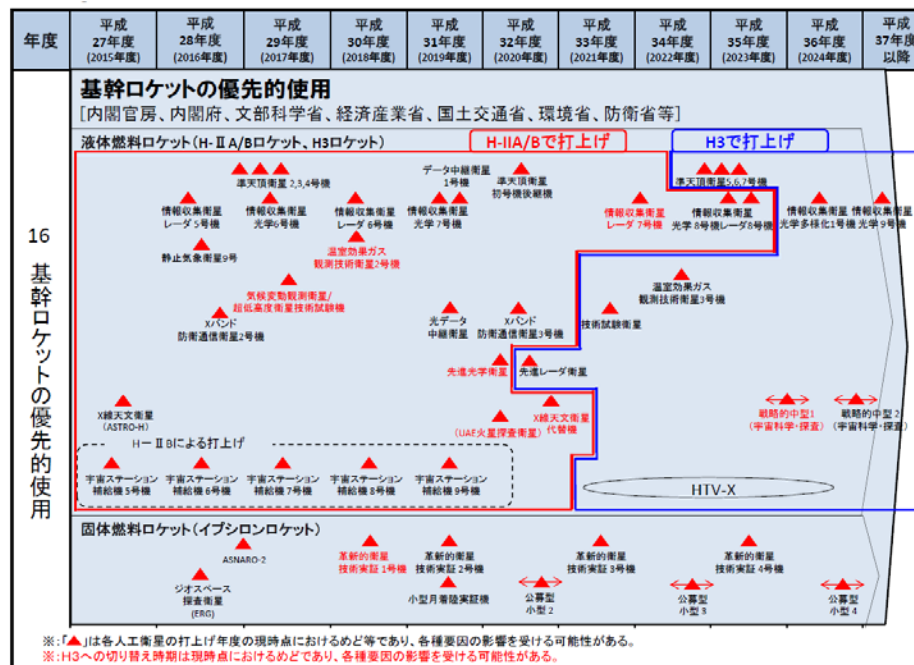 年度
平成
27年度
(2015年度)
平成
28年度
(2016年度)
平成
29年度
(2017年度)
平成
30年度
(2018年度)
平成
31年度
(2019年度)
平成
32年度
(2020年度)
平成
33年度
(2021年度)
平成
34年度
(2022年度)
平成
35年度
(2023年度)
平成
36年度
(2024年度)
平成
37年度
以降
16 基幹ロケットの優先的使用
基幹ロケットの優先的使用
[内閣官房、内閣府、文部科学省、経済産業省、国土交通省、環境省、防衛省等]
液体燃料ロケット(H-ⅡA/Bロケット、H3ロケット)
H-IIA/Bで打上げ
H3で打上げ
準天頂衛星 2,3,4号機
データ中継衛星
1号機
準天頂衛星
初号機後継機
準天頂衛星5,6,7号機
情報収集衛星
レーダ 5号機
情報収集衛星
光学6号機
情報収集衛星
レーダ 6号機
情報収集衛星
光学 7号機
情報収集衛星
レーダ 7号機
情報収集衛星
光学 8号機レーダ8号機
情報収集衛星
光学多様化1号機
情報収集衛星
光学 9号機
静止気象衛星9号
温室効果ガス
観測技術衛星2号機
気候変動観測衛星/
超低高度衛星技術試験機
温室効果ガス
観測技術衛星3号機
Xバンド
防衛通信衛星2号機
光データ
中継衛星
Xバンド
防衛通信衛星3号機
技術試験衛星
先進光学衛星
先進レーダ衛星
X線天文衛星
(ASTRO-H)
(UAE火星探査衛星)
X線天文衛星
代替機
戦略的中型1
(宇宙科学・探査)
戦略的中型 2
(宇宙科学・探査)
H-ⅡBによる打上げ
宇宙ステーション
補給機 5号機
宇宙ステーション
補給機 6号機
宇宙ステーション
補給機 7号機
宇宙ステーション
補給機 8号機
宇宙ステーション
補給機 9号機
HTV-X
固体燃料ロケット(イプシロンロケット)
ASNARO-2
革新的衛星
技術実証 1号機
革新的衛星
技術実証 2号機
革新的衛星
技術実証 3号機
革新的衛星
技術実証 4号機
ジオスペース
探査衛星
(ERG)
小型月着陸実証機
公募型
小型 2
公募型
小型 3
公募型
小型 4
※:「▲」は各人工衛星の打上げ年度の現時点におけるめど等であり、各種要因の影響を受ける可能性がある。
※:H3への切り替え時期は現時点におけるめどであり、各種要因の影響を受ける可能性がある。